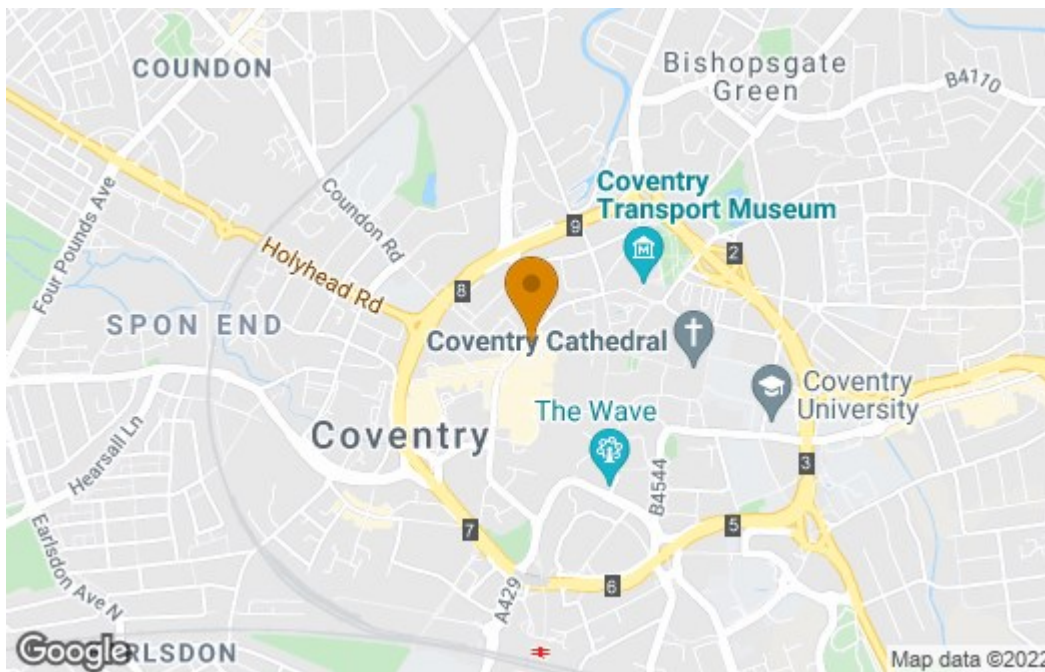 COUNDON
Bishopsgate
Green
B4110
Four Pounds Ave
Coundon Rd
Coventry
Transport Museum
9
2
Holyhead Rd
8
SPON END
Coventry Cathedral
Coventry
University
The Wave
Coventry
Hearsall Ln
B4544
3
7
5
6
Earlsdon Ave N
A429
Google
RLSDON
Map data ©2022